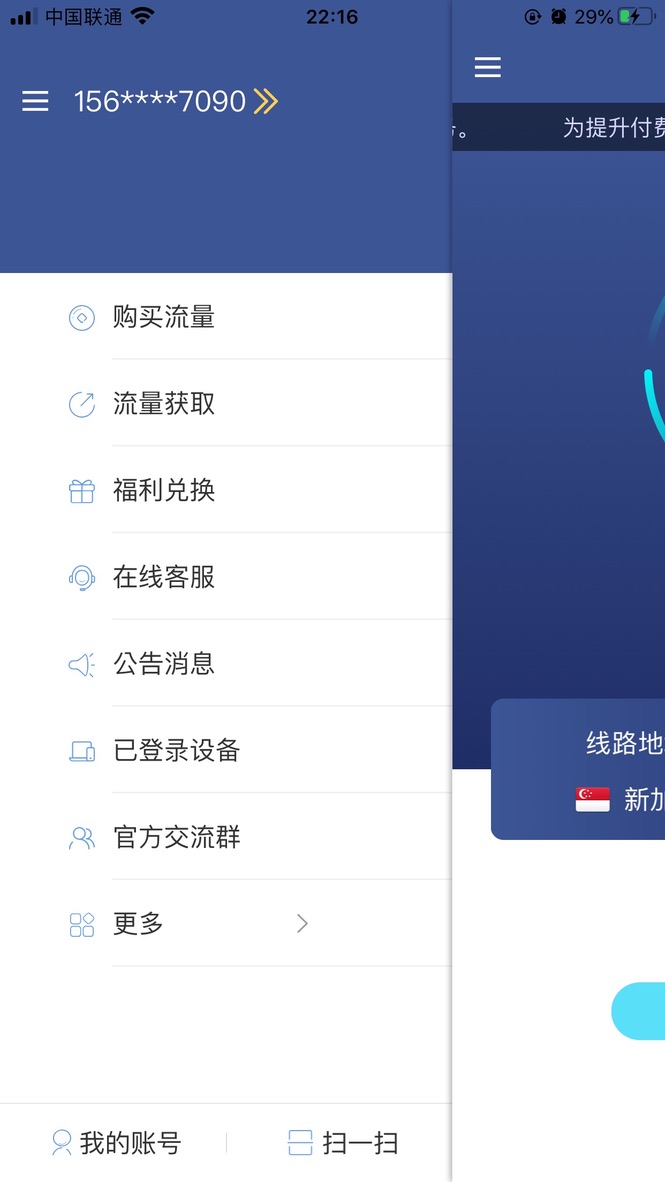 中国联通
22:16
29%
156****7090
。
为提升付费
购买流量
流量获取
福利兑换
在线客服
公告消息
已登录设备
官方交流群
更多
线路地
新加
我的账号
扫一扫